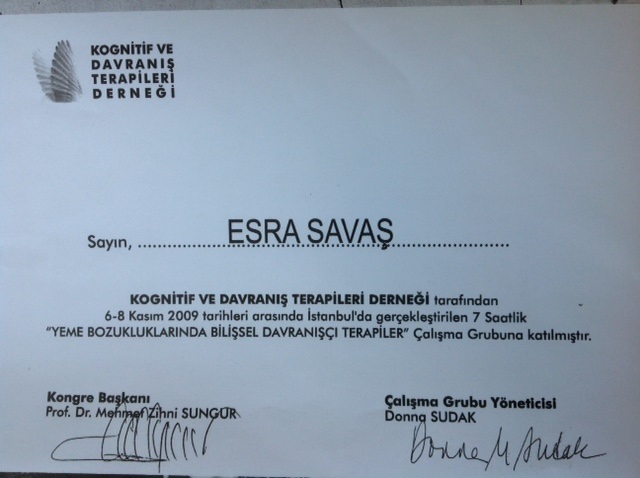 KOGNİTİF VE
DAVRANIŞ
TERAPİLERİ
DERNEĞİ
Sayın, ........ESRA SAVAŞ........
KOGNİTİF VE DAVRANIŞ TERAPİLERİ DERNEĞİ tarafından
6-8 Kasım 2009 tarihleri arasında İstanbul'da gerçekleştirilen 7 Saatlik
“YEME BOZUKLUKLARINDA BİLİŞSEL DAVRANIŞÇI TERAPİLER” Çalışma Grubuna katılmıştır.
Kongre Başkanı
Prof. Dr. Mehmet Zihni SUNGUR
Çalışma Grubu Yöneticisi
Donna SUDAK
Donna M Sudak